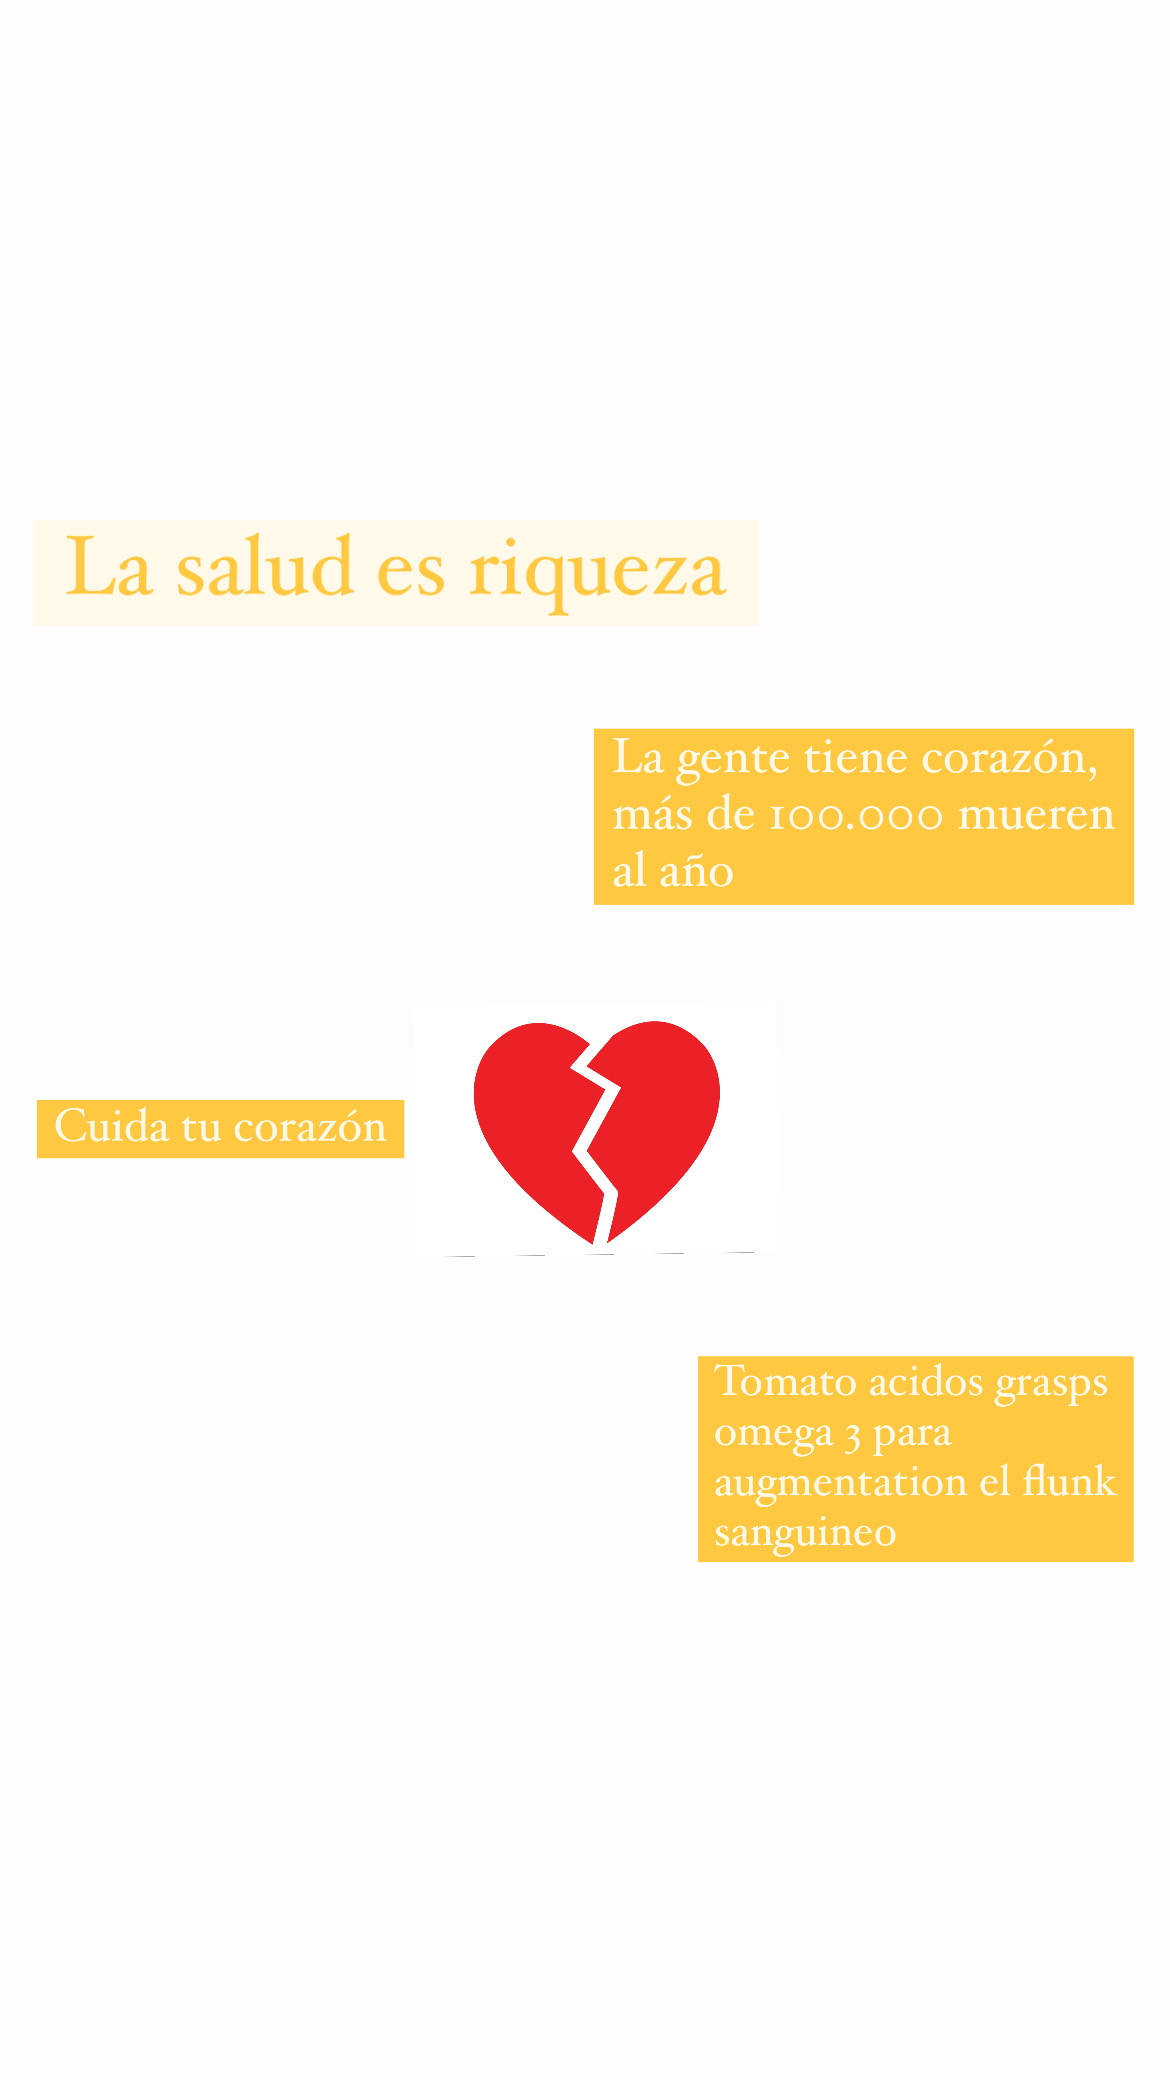 La salud es riqueza
La gente tiene corazón,
más de 100.000 mueren
al año
Cuida tu corazón
Tomato acidos grasps
omega 3 para
augmentation el flunk
sanguineo